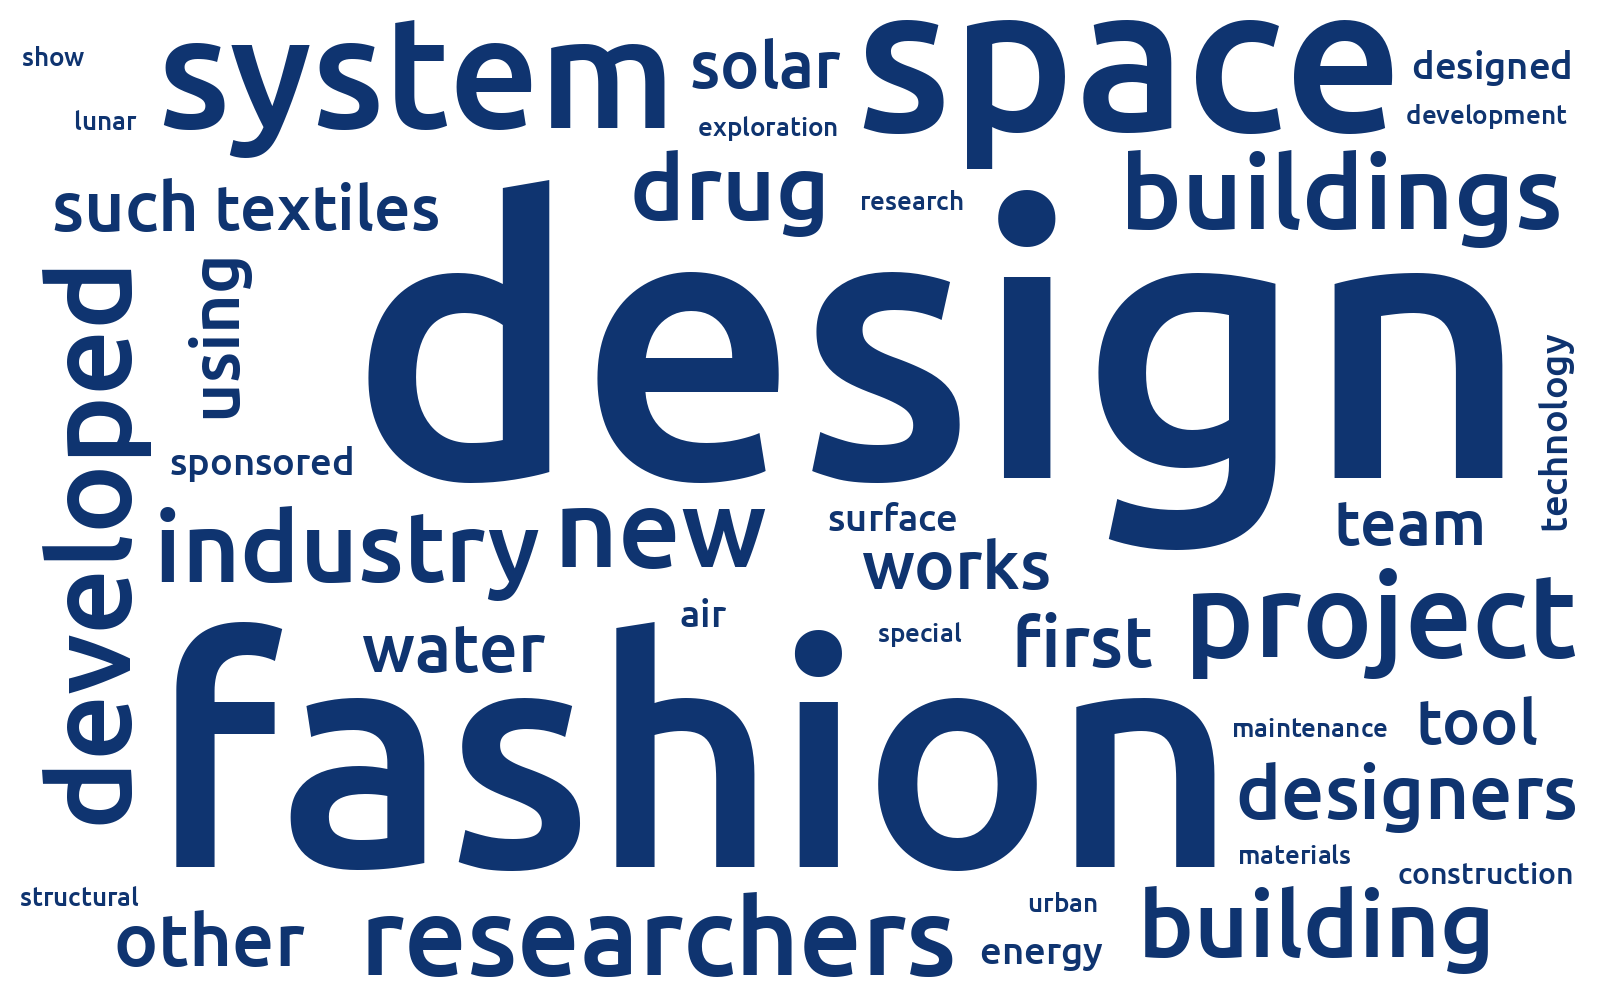 show
system
solar
space
designed
lunar
exploration
development
such
textiles
drug
research
buildings
developed
using
design
technology
sponsored
industry
new
surface
team
works
project
water
air
special
first
fashion
maintenance
tool
designers
materials
construction
structural
other
researchers
urban
energy
building